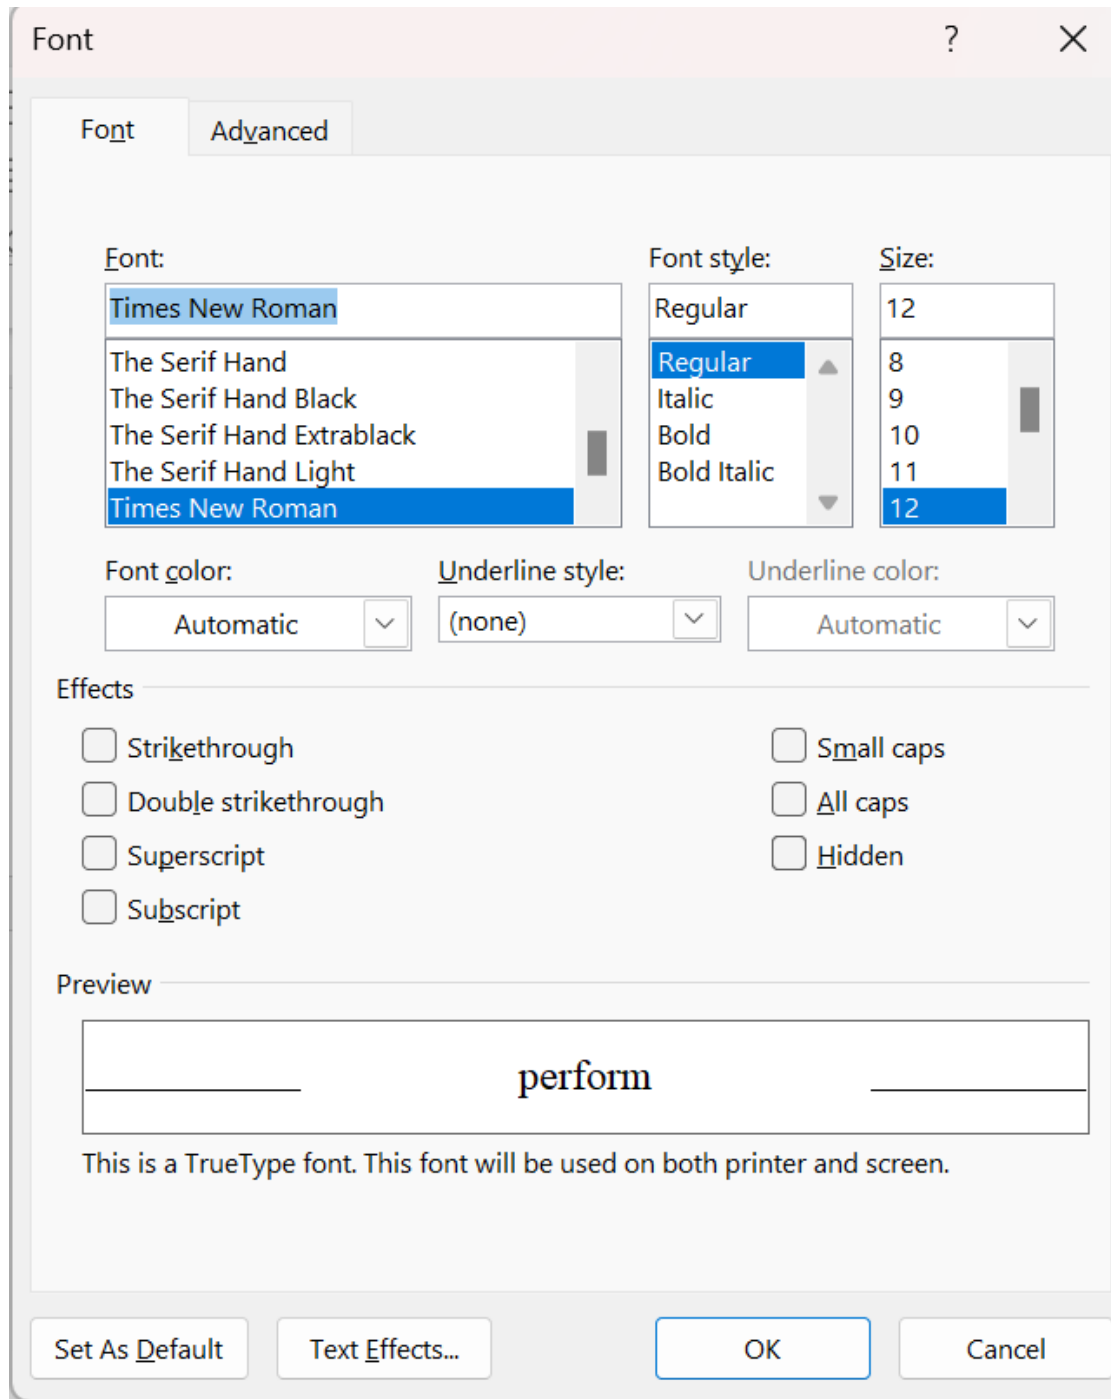 Font ?
Font Advanced
Font: Font style: Size:
Times New Roman Regular 12
The Serif Hand Regular 8
The Serif Hand Black Italic 9
The Serif Hand Extrablack Bold 10
The Serif Hand Light Bold Italic 11
Times New Roman 12
Font color: Underline style: Underline color:
Automatic (none) Automatic
Effects
Strikethrough Small caps
Double strikethrough All caps
Superscript Hidden
Subscript
Preview
perform
This is a TrueType font. This font will be used on both printer and screen.
Set As Default Text Effects... OK Cancel